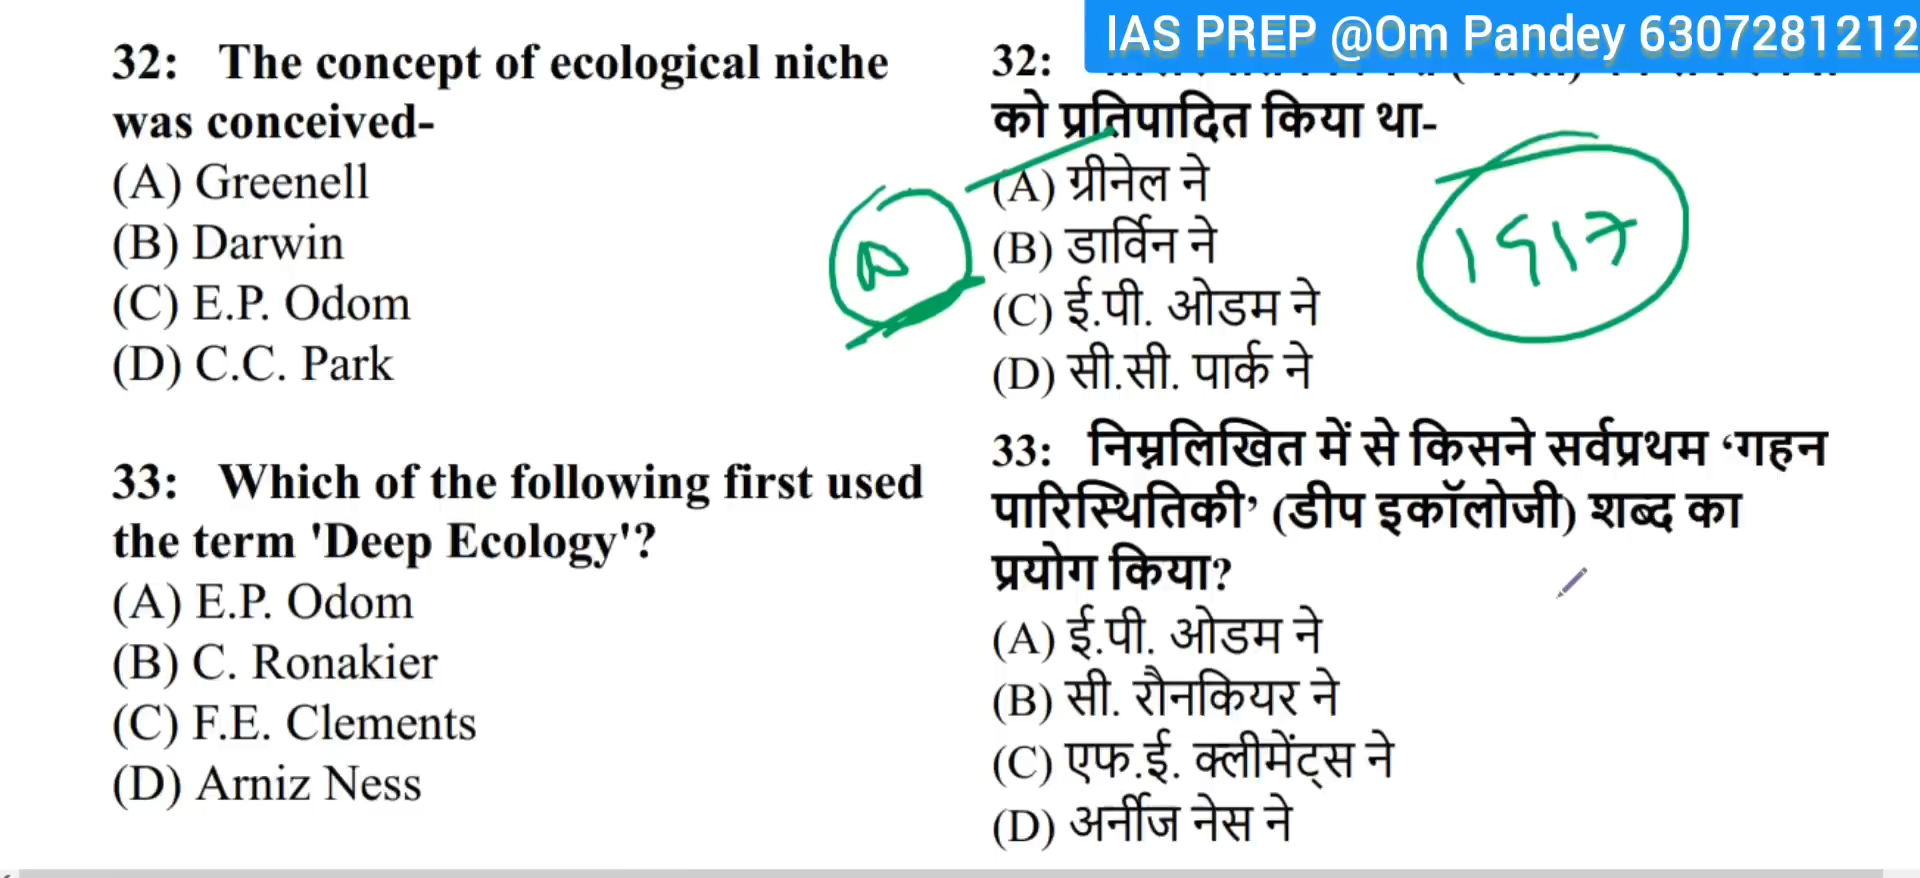 IAS PREP @Om Pandey 6307281212
32: The concept of ecological niche
was conceived-
(A) Greenell
(B) Darwin
(C) E.P. Odom
(D) C.C. Park
33: Which of the following first used
the term 'Deep Ecology'?
(A) E.P. Odom
(B) C. Ronakier
(C) F.E. Clements
(D) Arniz Ness
32:
को प्रतिपादित किया था-
(A) ग्रीनेल ने
(B) डार्विन ने
(C) ई.पी. ओडम ने
(D) सी.सी. पार्क ने
A
1917
33: निम्नलिखित में से किसने सर्वप्रथम ‘गहन
पारिस्थितिकी’ (डीप इकॉलोजी) शब्द का
प्रयोग किया?
(A) ई.पी. ओडम ने
(B) सी. रौनकियर ने
(C) एफ.ई. क्लीमेंट्स ने
(D) अर्नीज नेस ने